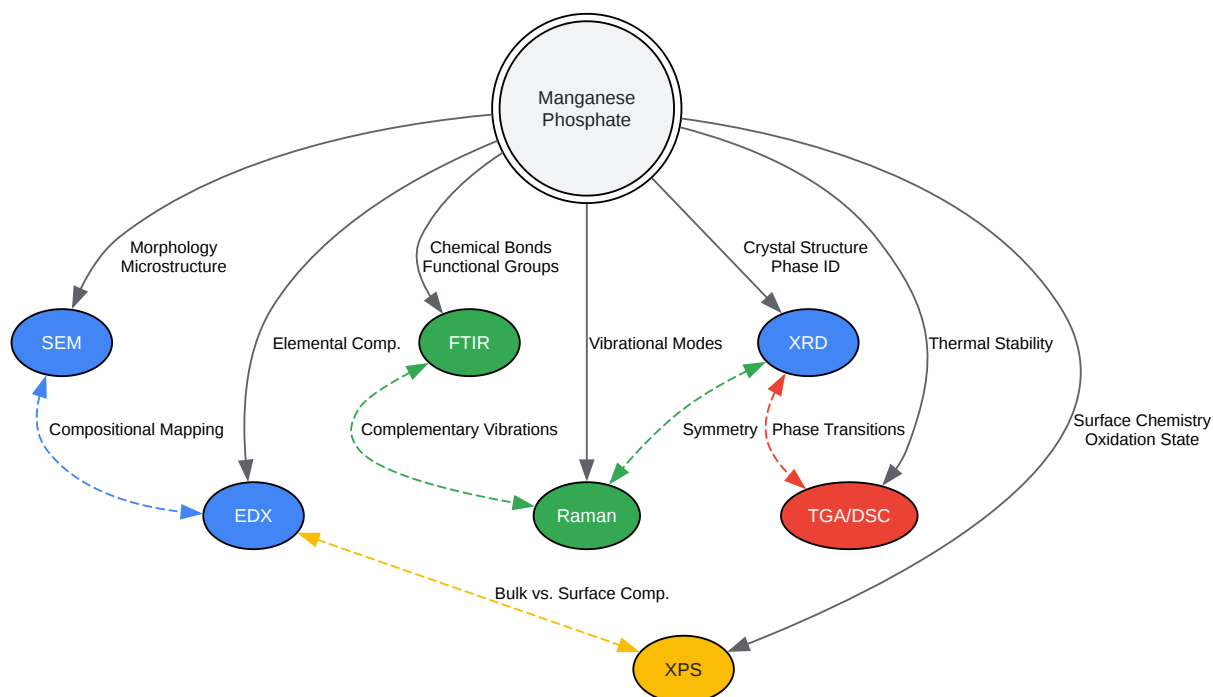 Manganese
Phosphate
Morphology
Microstructure
Chemical Bonds
Functional Groups
Crystal Structure
Phase ID
SEM
Elemental Comp.
FTIR
Vibrational Modes
XRD
Thermal Stability
Compositional Mapping
Complementary Vibrations
Symmetry
Phase Transitions
Surface Chemistry
Oxidation State
EDX
Raman
TGA/DSC
Bulk vs. Surface Comp.
XPS